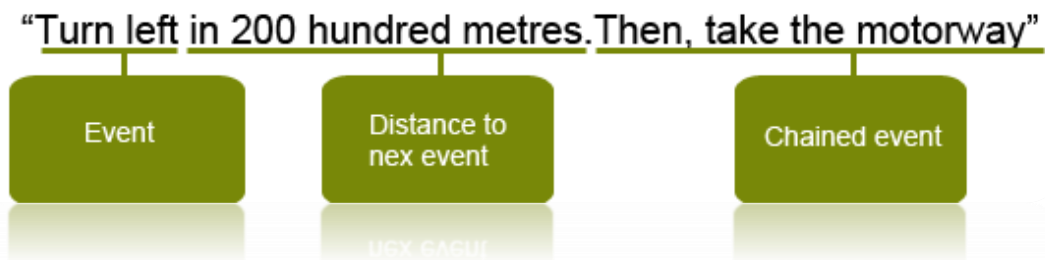 “Turn left in 200 hundred metres.Then, take the motorway”
Event
Distance to
nex event
Chained event